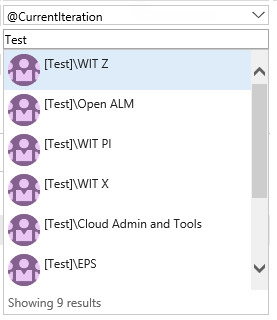 @CurrentIteration
Test
[Test]\WIT Z
[Test]\Open ALM
[Test]\WIT PI
[Test]\WIT X
[Test]\Cloud Admin and Tools
[Test]\EPS
Showing 9 results